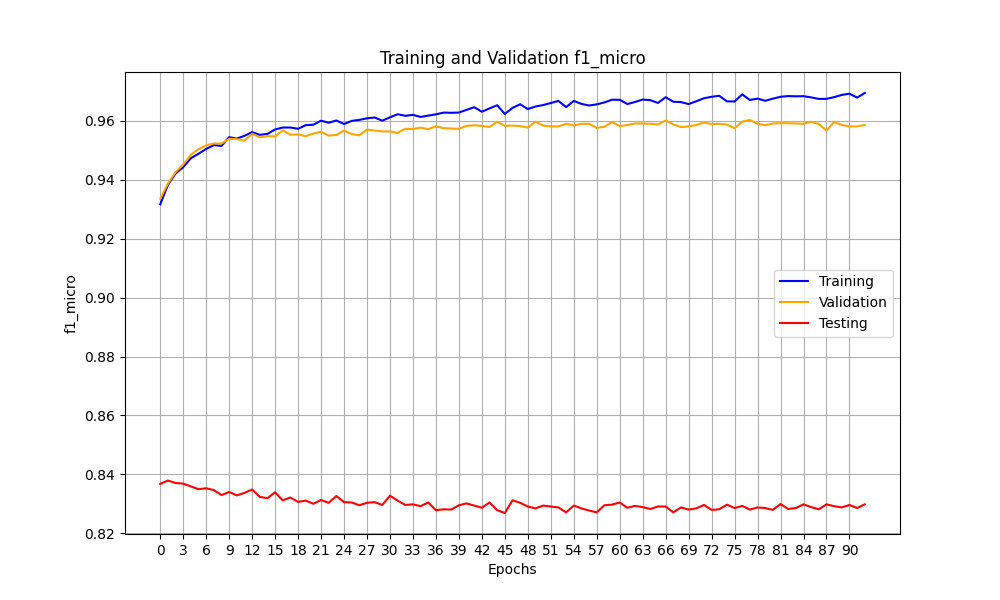 Training and Validation f1_micro
f1_micro
0.96
0.94
0.92
0.90
0.88
0.86
0.84
0.82
Training
Validation
Testing
0 3 6 9 12 15 18 21 24 27 30 33 36 39 42 45 48 51 54 57 60 63 66 69 72 75 78 81 84 87 90
Epochs